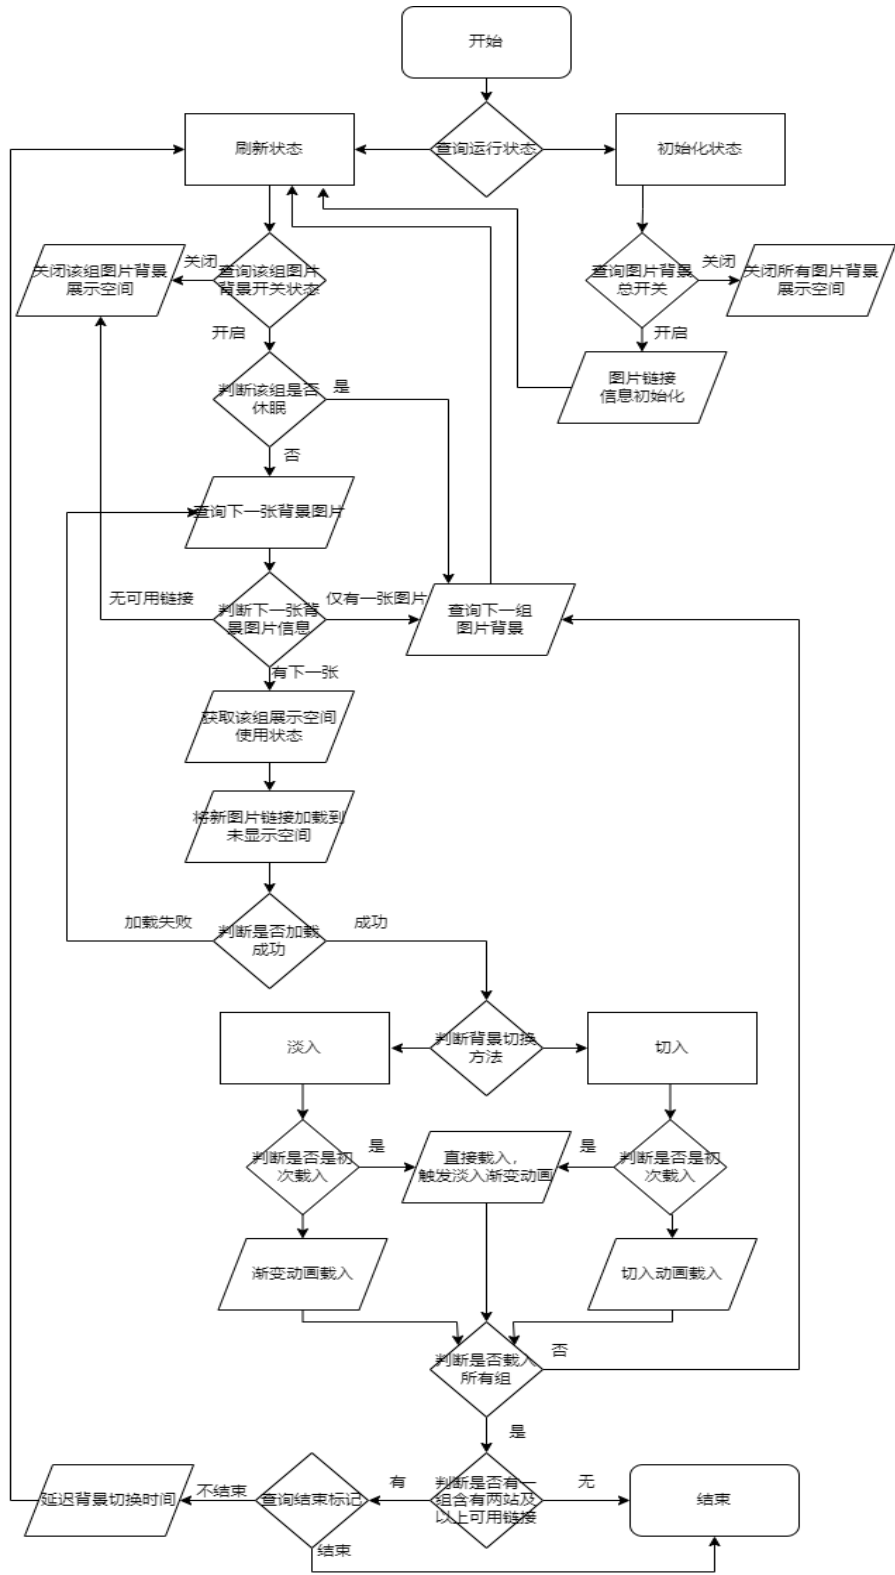 开始
刷新状态
查询运行状态
初始化状态
关闭该组图片背景
展示空间
关闭
查询该组图片
背景开关状态
查询图片背景
总开关
关闭
关闭所有图片背景
展示空间
开启
开启
判断该组是否
休眠
是
图片链接
信息初始化
否
查询下一张背景图片
无可用链接
判断下一张背
景图片信息
仅有一张图片
查询下一组
图片背景
有下一张
获取该组展示空间
使用状态
将新图片链接加载到
未显示空间
加载失败
判断是否加载
成功
成功
淡入
判断背景切换
方法
切入
判断是否是初
次载入
是
直接载入，
触发淡入渐变动画
是
判断是否是初
次载入
渐变动画载入
切入动画载入
判断是否载入
所有组
否
是
延迟背景切换时间
不结束
查询结束标记
有
判断是否有一
组含有两站及
以上可用链接
无
结束
结束